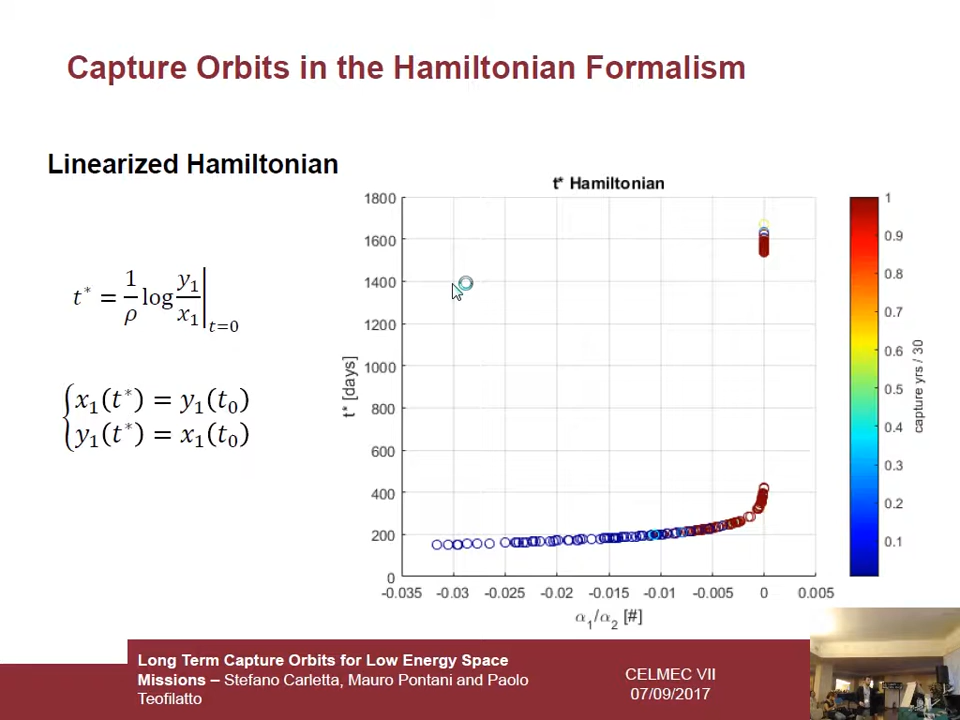 Capture Orbits in the Hamiltonian Formalism
Linearized Hamiltonian
t* = 1/ρ log y₁/x₁ |t=0
x₁(t*) = y₁(t₀)
y₁(t*) = x₁(t₀)
t* Hamiltonian
1800
1600
1400
1200
1000
800
600
400
200
0
t* [days]
-0.035 -0.03 -0.025 -0.02 -0.015 -0.01 -0.005 0 0.005
α₁/α₂ [#]
1
0.9
0.8
0.7
0.6
0.5
0.4
0.3
0.2
0.1
capture yrs / 30
Long Term Capture Orbits for Low Energy Space
Missions – Stefano Carletta, Mauro Pontani and Paolo
Teofilatto
CELMEC VII
07/09/2017